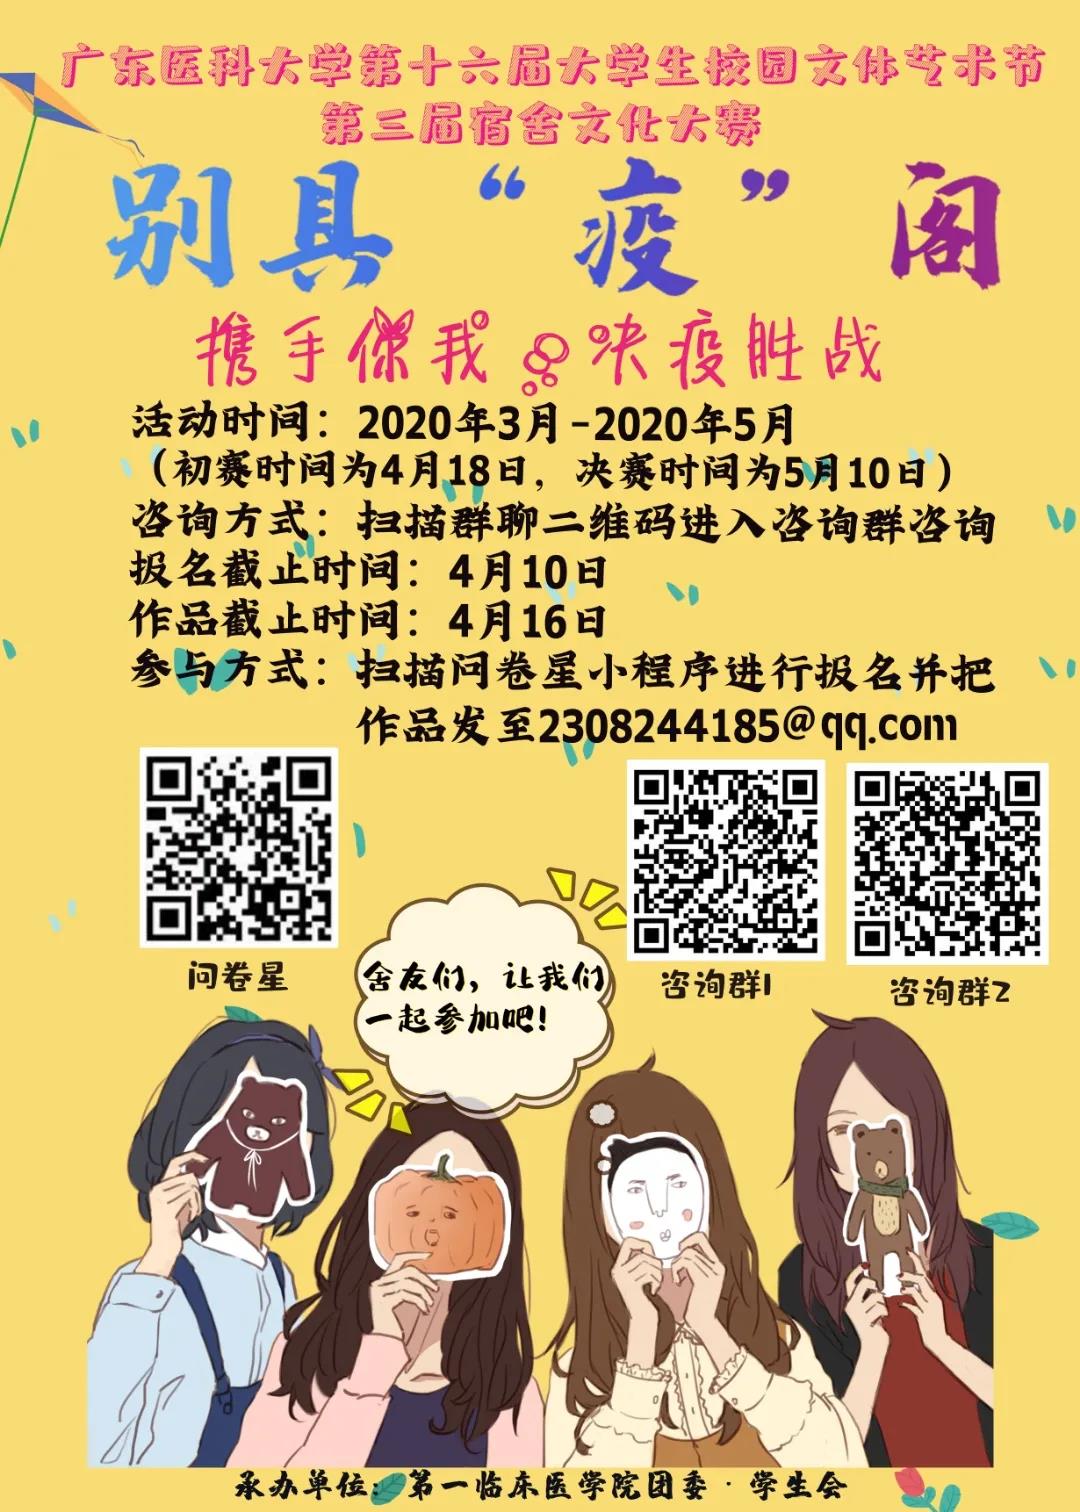 广东医科大学第十六届大学生校园文体艺术节
第三届宿舍文化大赛
别具“疫”阁
携手你我 决疫胜战
活动时间：2020年3月-2020年5月
（初赛时间为4月18日，决赛时间为5月10日）
咨询方式：扫描群聊二维码进入咨询群咨询
报名截止时间：4月10日
作品截止时间：4月16日
参与方式：扫描问卷星小程序进行报名并把
作品发至2308244185@qq.com
问卷星
咨询群1
咨询群2
舍友们，让我们
一起参加吧！
承办单位：第一临床医学院团委·学生会